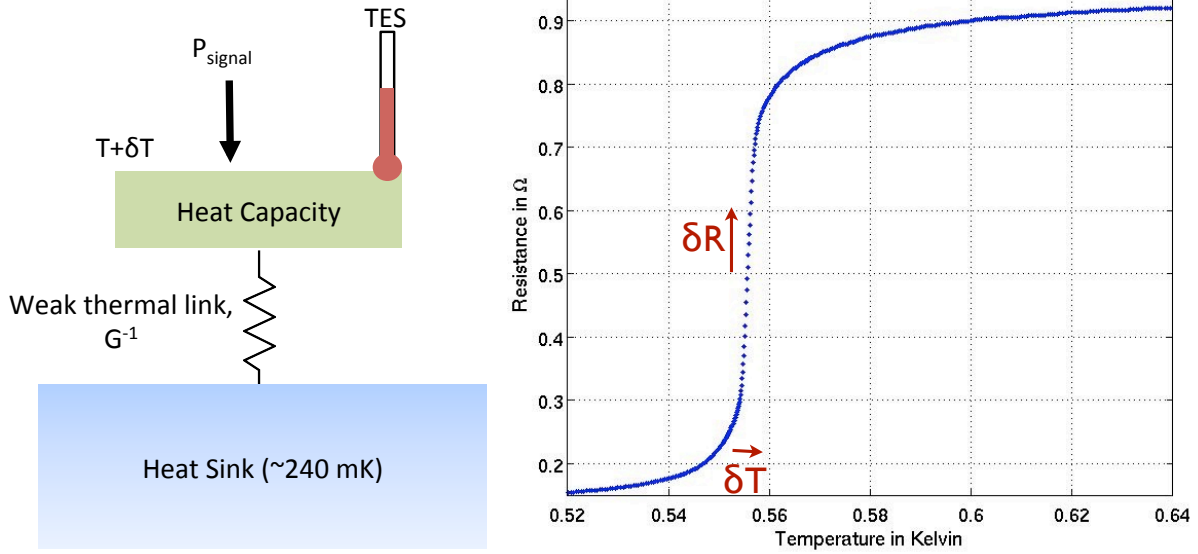 TES
P_signal
T+δT
Heat Capacity
Weak thermal link,
G⁻¹
Heat Sink (~240 mK)
Resistance in Ω
0.9
0.8
0.7
0.6
0.5
0.4
0.3
0.2
δR
δT
0.52
0.54
0.56
0.58
0.6
0.62
0.64
Temperature in Kelvin